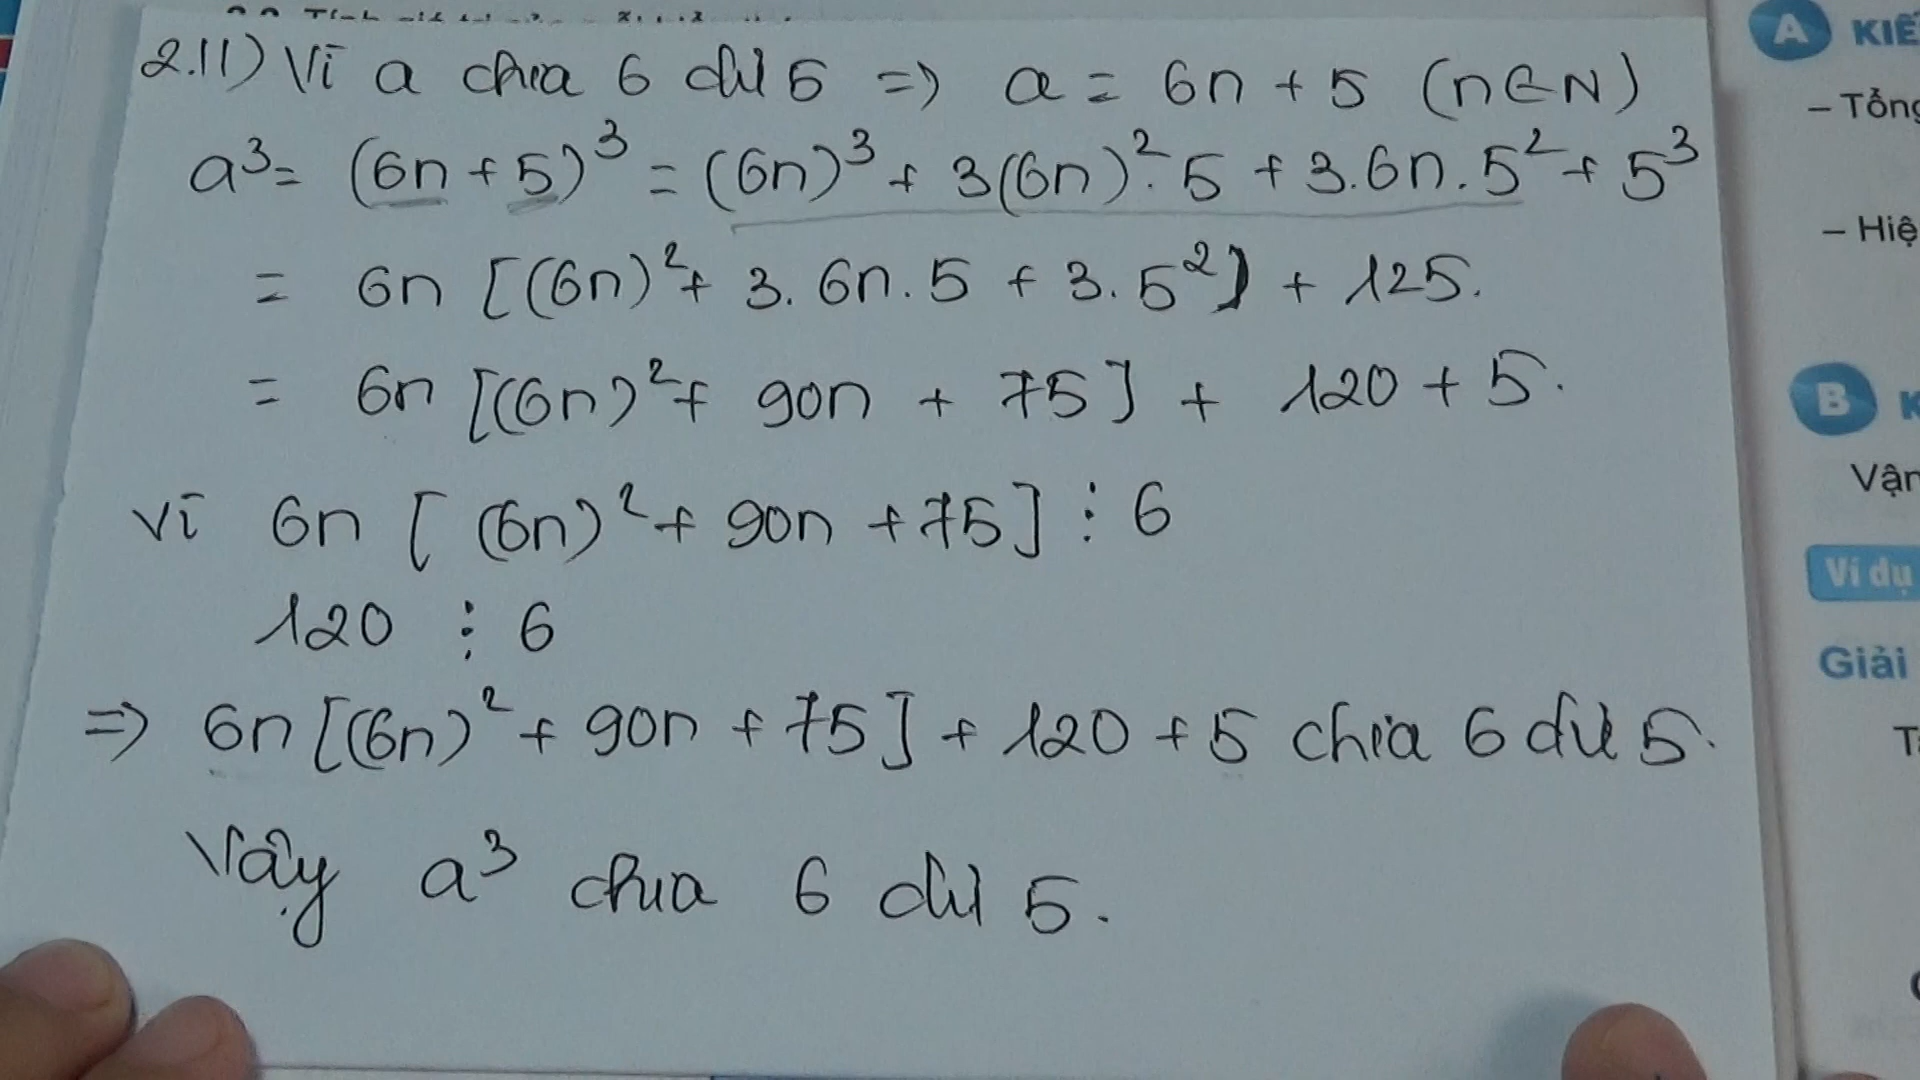 2.11) Vì a chia 6 dư 5 => a = 6n + 5 (n ∈ N)
a³ = (6n + 5)³ = (6n)³ + 3(6n)².5 + 3.6n.5² + 5³
= 6n [(6n)² + 3.6n.5 + 3.5²] + 125.
= 6n [(6n)² + 90n + 75] + 120 + 5.
Vì 6n [(6n)² + 90n + 75] ⋮ 6
120 ⋮ 6
=> 6n [(6n)² + 90n + 75] + 120 + 5 chia 6 dư 5.
Vậy a³ chia 6 dư 5.
A KIẾ
– Tổng
– Hiệ
B K
Vận
Ví dụ
Giải